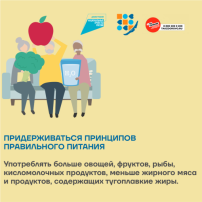 ПРИДЕРЖИВАТЬСЯ ПРИНЦИПОВ
ПРАВИЛЬНОГО ПИТАНИЯ
Употреблять больше овощей, фруктов, рыбы,
кисломолочных продуктов, меньше жирного мяса
и продуктов, содержащих тугоплавкие жиры.